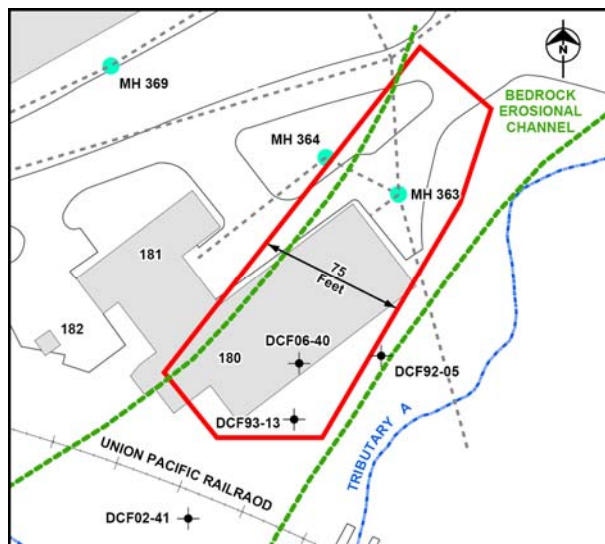 N
MH 369
BEDROCK
EROSIONAL
CHANNEL
MH 364
MH 363
181
75
Feet
182
180
DCF06-40
DCF92-05
DCF93-13
UNION PACIFIC RAILRAOD
TRIBUTARY A
DCF02-41